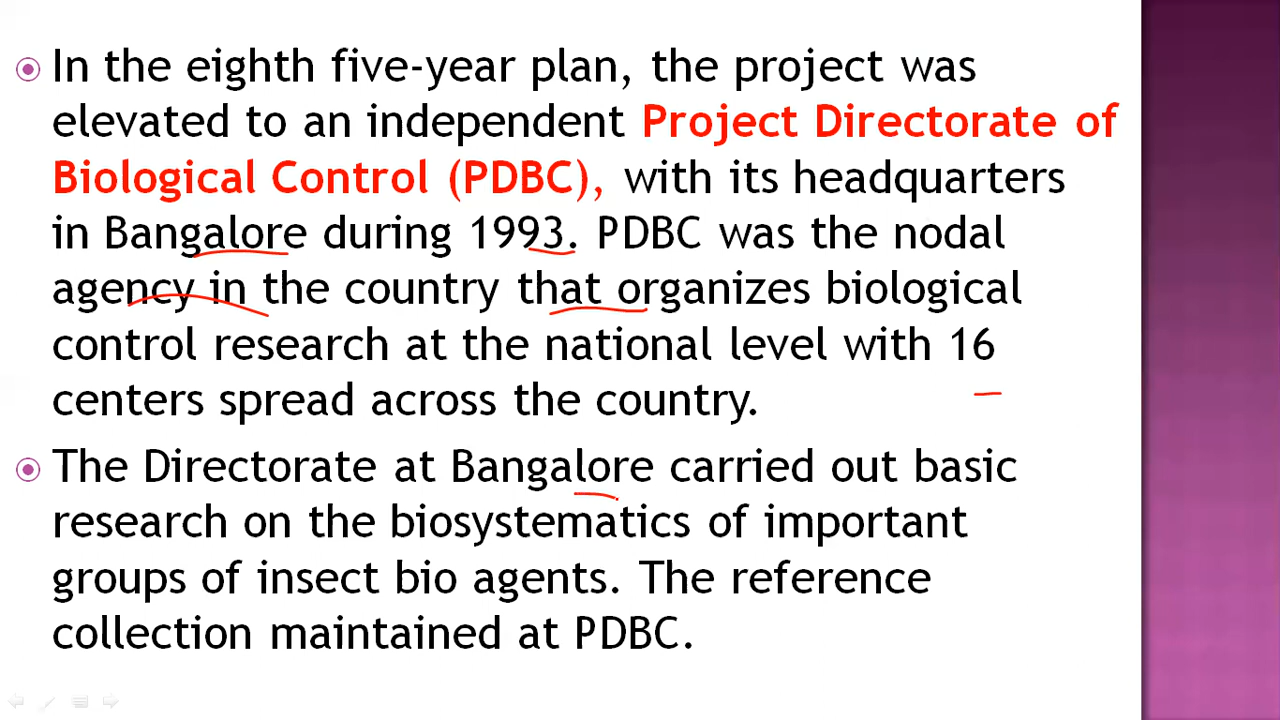 In the eighth five-year plan, the project was
elevated to an independent Project Directorate of
Biological Control (PDBC), with its headquarters
in Bangalore during 1993. PDBC was the nodal
agency in the country that organizes biological
control research at the national level with 16
centers spread across the country.
The Directorate at Bangalore carried out basic
research on the biosystematics of important
groups of insect bio agents. The reference
collection maintained at PDBC.